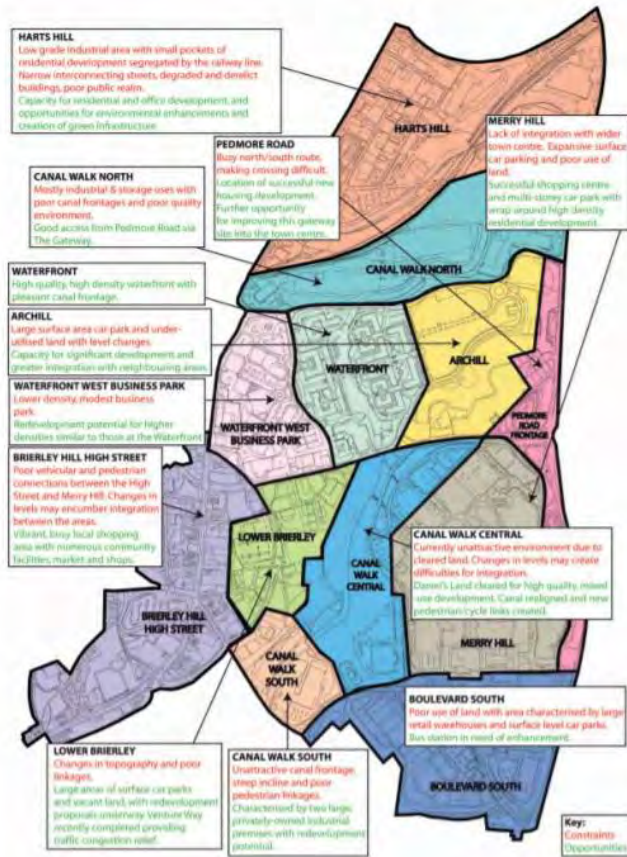 HARTS HILL
Low grade industrial area with small pockets of
residential development segregated by the railway line.
Narrow interconnecting streets, degraded and derelict
buildings, poor public realm.
Capacity for residential and office development, and
opportunities for environmental enhancements and
creation of green infrastructure
HARTS HILL
MERRY HILL
Lack of integration with wider
town centre. Expansive surface
car parking and poor use of
land.
Successful shopping centre
and multi-storey car park with
wrap around high density
residential development.
PEDMORE ROAD
Busy north/south route,
making crossing difficult.
Location of successful new
housing development.
Further opportunity
for improving this gateway
site into the town centre.
CANAL WALK NORTH
Mostly industrial & storage uses with
poor canal frontages and poor quality
environment.
Good access from Pedmore Road via
The Gateway.
CANAL WALK NORTH
WATERFRONT
High quality, high density waterfront with
pleasant canal frontage.
ARCHILL
Large surface area car park and under-
utilised land with level changes.
Capacity for significant development and
greater integration with neighbouring areas.
WATERFRONT
ARCHILL
WATERFRONT WEST BUSINESS PARK
Lower density, modest business
park.
Redevelopment potential for higher
densities similar to those at the Waterfront
WATERFRONT WEST
BUSINESS PARK
PEDMORE
ROAD
FRONTAGE
BRIERLEY HILL HIGH STREET
Poor vehicular and pedestrian
connections between the High
Street and Merry Hill. Changes in
levels may encumber integration
between the areas.
Vibrant, busy local shopping
area with numerous community
facilities, market and shops.
LOWER BRIERLEY
CANAL
WALK
CENTRAL
CANAL WALK CENTRAL
Currently unattractive environment due to
cleared land. Changes in levels may create
difficulties for integration.
Daniel's Land cleared for high quality, mixed
-use development. Canal realigned and new
pedestrian/cycle links created.
BRIERLEY HILL
HIGH STREET
MERRY HILL
CANAL
WALK
SOUTH
BOULEVARD SOUTH
Poor use of land with area characterised by large
retail warehouses and surface level car parks.
Bus station in need of enhancement.
BOULEVARD SOUTH
LOWER BRIERLEY
Changes in topography and poor
linkages.
Large areas of surface car parks
and vacant land, with redevelopment
proposals underway Venture Way
recently completed providing
traffic congestion relief.
CANAL WALK SOUTH
Unattractive canal frontage,
steep incline and poor
pedestrian linkages.
Characterised by two large,
privately owned industrial
premises with redevelopment
potential.
Key:
Constraints
Opportunities